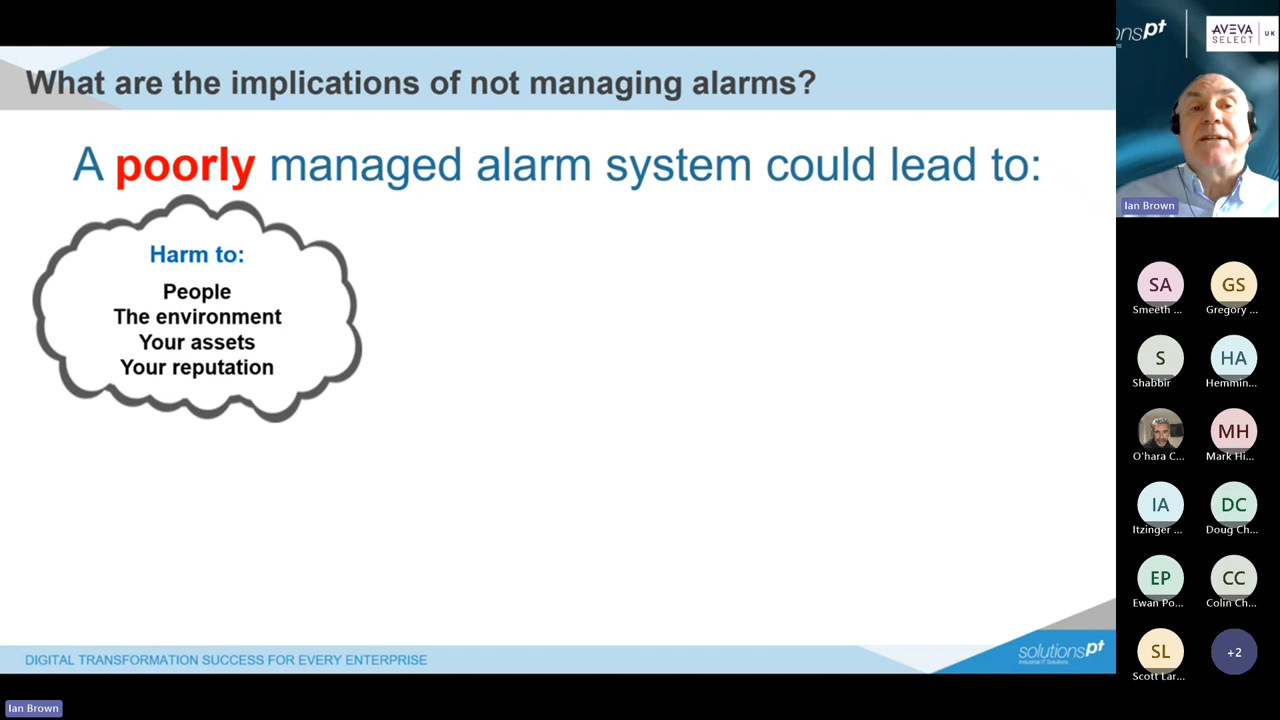 What are the implications of not managing alarms?
A poorly managed alarm system could lead to:
Harm to:
People
The environment
Your assets
Your reputation
DIGITAL TRANSFORMATION SUCCESS FOR EVERY ENTERPRISE
solutionspt
Industrial IT Solutions
Ian Brown
onspt
AVEVA
SELECT
UK
Ian Brown
SA
GS
Smeeth ...
Gregory ...
S
HA
Shabbir
Hemmin...
MH
O'hara C...
Mark Hi...
IA
DC
Itzinger ...
Doug Ch...
EP
CC
Ewan Po...
Colin Ch...
SL
+2
Scott Lar...